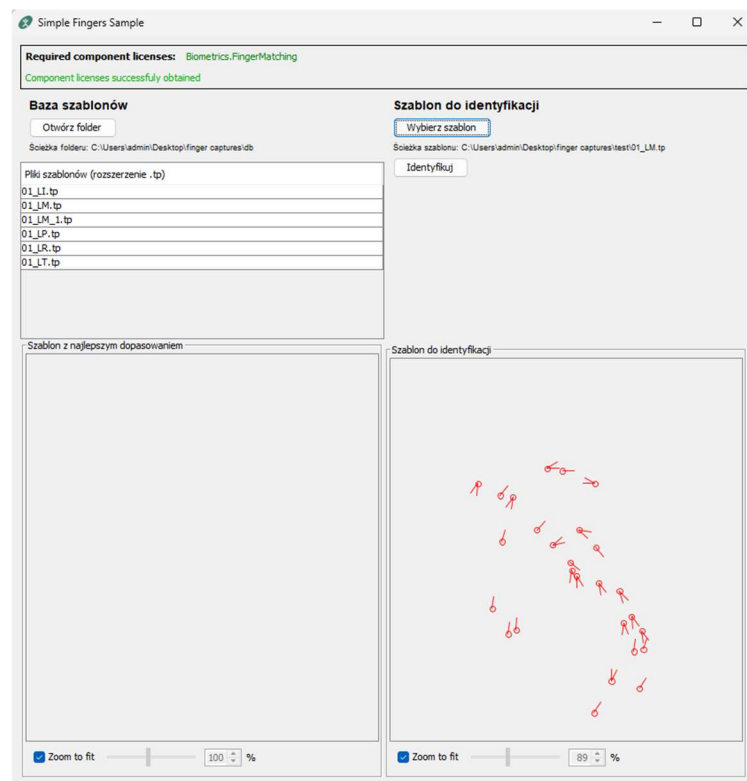 Simple Fingers Sample
Required component licenses: Biometrics.FingerMatching
Component licenses successfuly obtained
Baza szablonów
Otwórz folder
Ścieżka folderu: C:\Users\admin\Desktop\finger captures\db
Pliki szablonów (rozszerzenie .tp)
01_LI.tp
01_LM.tp
01_LM_1.tp
01_LP.tp
01_LR.tp
01_LT.tp
Szablon do identyfikacji
Wybierz szablon
Ścieżka szablonu: C:\Users\admin\Desktop\finger captures\test\01_LM.tp
Identyfikuj
Szablon z najlepszym dopasowaniem
Zoom to fit 100 %
Szablon do identyfikacji
Zoom to fit 89 %